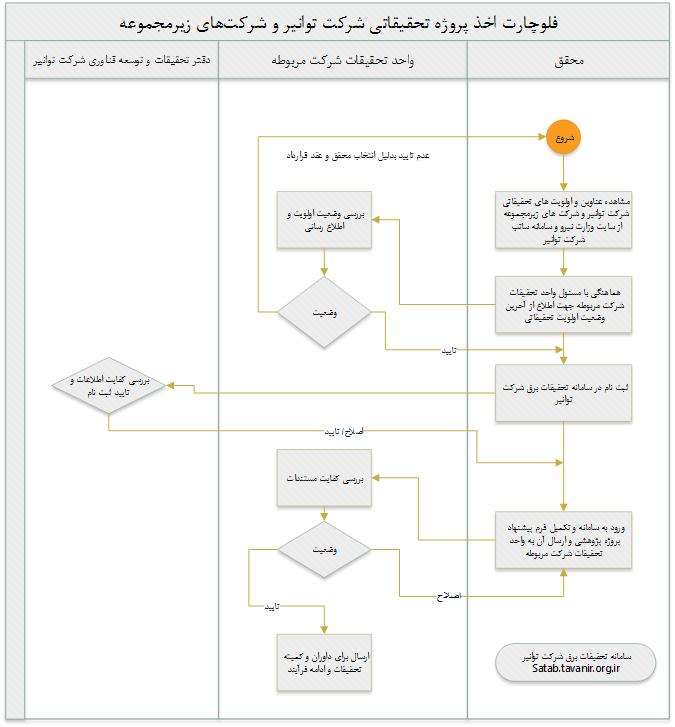 فلوچارت اخذ پروژه تحقیقاتی شرکت توانیر و شرکت‌های زیرمجموعه
محقق
واحد تحقیقات شرکت مربوطه
دفتر تحقیقات و توسعه فناوری شرکت توانیر
شروع
عدم تایید بدلیل انتخاب محقق و عقد قرارداد
مشاهده عناوین و اولویت های تحقیقاتی
شرکت توانیر و شرکت های زیرمجموعه
از سایت وزارت نیرو و سامانه ساتب
شرکت توانیر
بررسی وضعیت اولویت و
اطلاع رسانی
هماهنگی با مسئول واحد تحقیقات
شرکت مربوطه جهت اطلاع از آخرین
وضعیت اولویت تحقیقاتی
وضعیت
تایید
ثبت نام در سامانه تحقیقات برق شرکت
توانیر
بررسی کفایت اطلاعات و
تایید ثبت نام
اصلاح/ تایید
بررسی کفایت مستندات
ورود به سامانه و تکمیل فرم پیشنهاد
پروژه پژوهشی و ارسال آن به واحد
تحقیقات شرکت مربوطه
وضعیت
اصلاح
تایید
ارسال برای داوران و کمیته
تحقیقات و ادامه فرآیند
سامانه تحقیقات برق شرکت توانیر
Satab.tavanir.org.ir